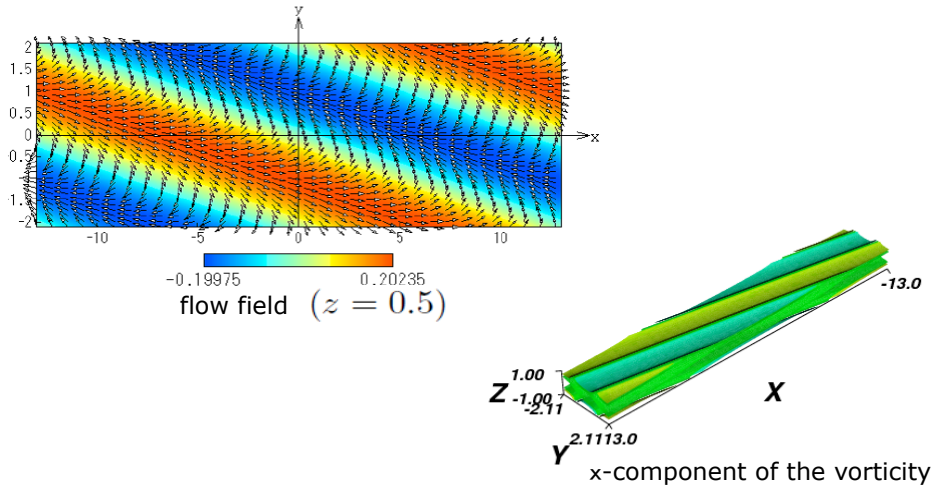 y
2
1.5
1
0.5
0
0.5
-1
1.
-2
x
-10 -5 0 5 10
-0.19975 0.20235
flow field (z = 0.5)
-13.0
1.00
Z -1.00
-2.11
X
Y 2.1113.0
x-component of the vorticity